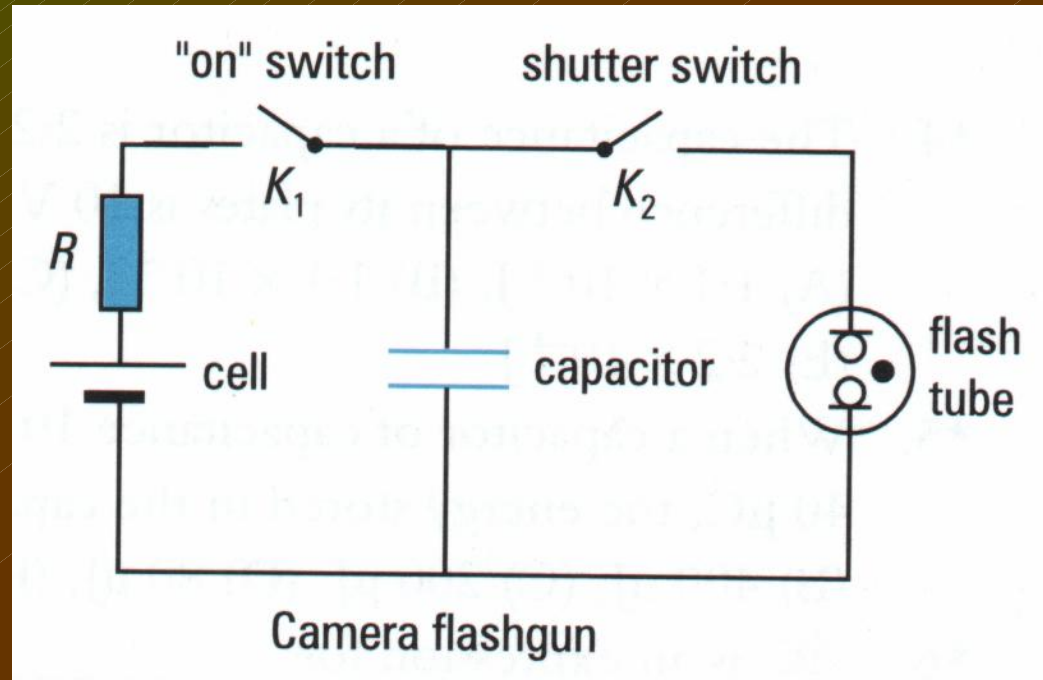 "on" switch
shutter switch
K₁
K₂
R
cell
capacitor
flash
tube
Camera flashgun